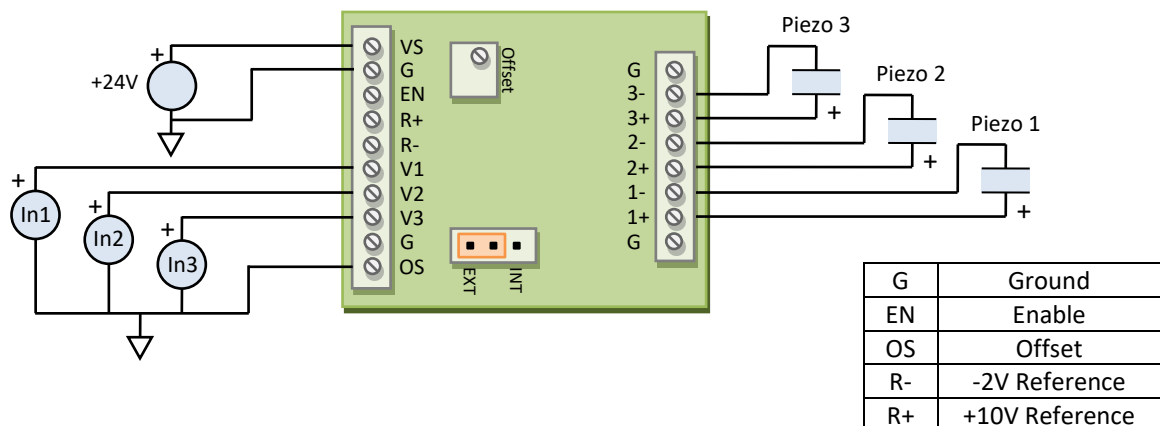 +
+24V
+
In1
+
In2
+
In3
VS
G
EN
R+
R-
V1
V2
V3
G
OS
Offset
EXT
INT
G
3-
3+
2-
2+
1-
1+
G
Piezo 3
+
Piezo 2
+
Piezo 1
+
G Ground
EN Enable
OS Offset
R- -2V Reference
R+ +10V Reference